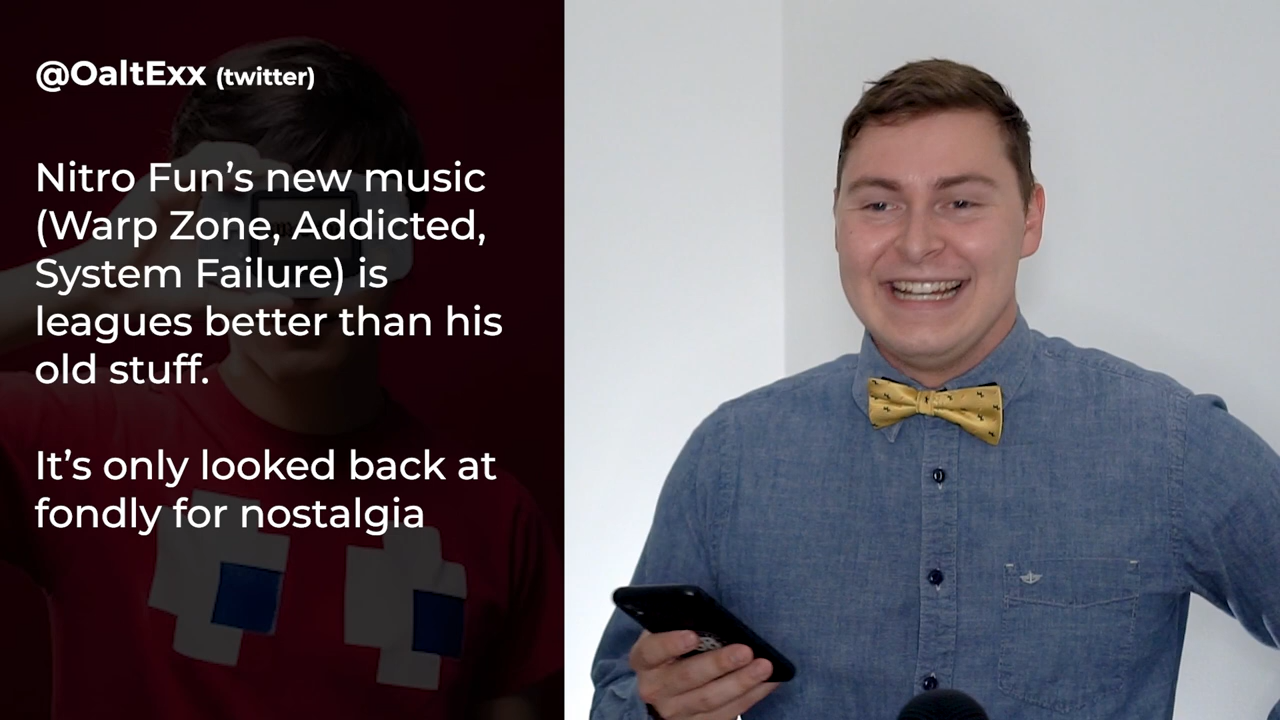 @OaltExx (twitter)
Nitro Fun’s new music
(Warp Zone, Addicted,
System Failure) is
leagues better than his
old stuff.
It’s only looked back at
fondly for nostalgia